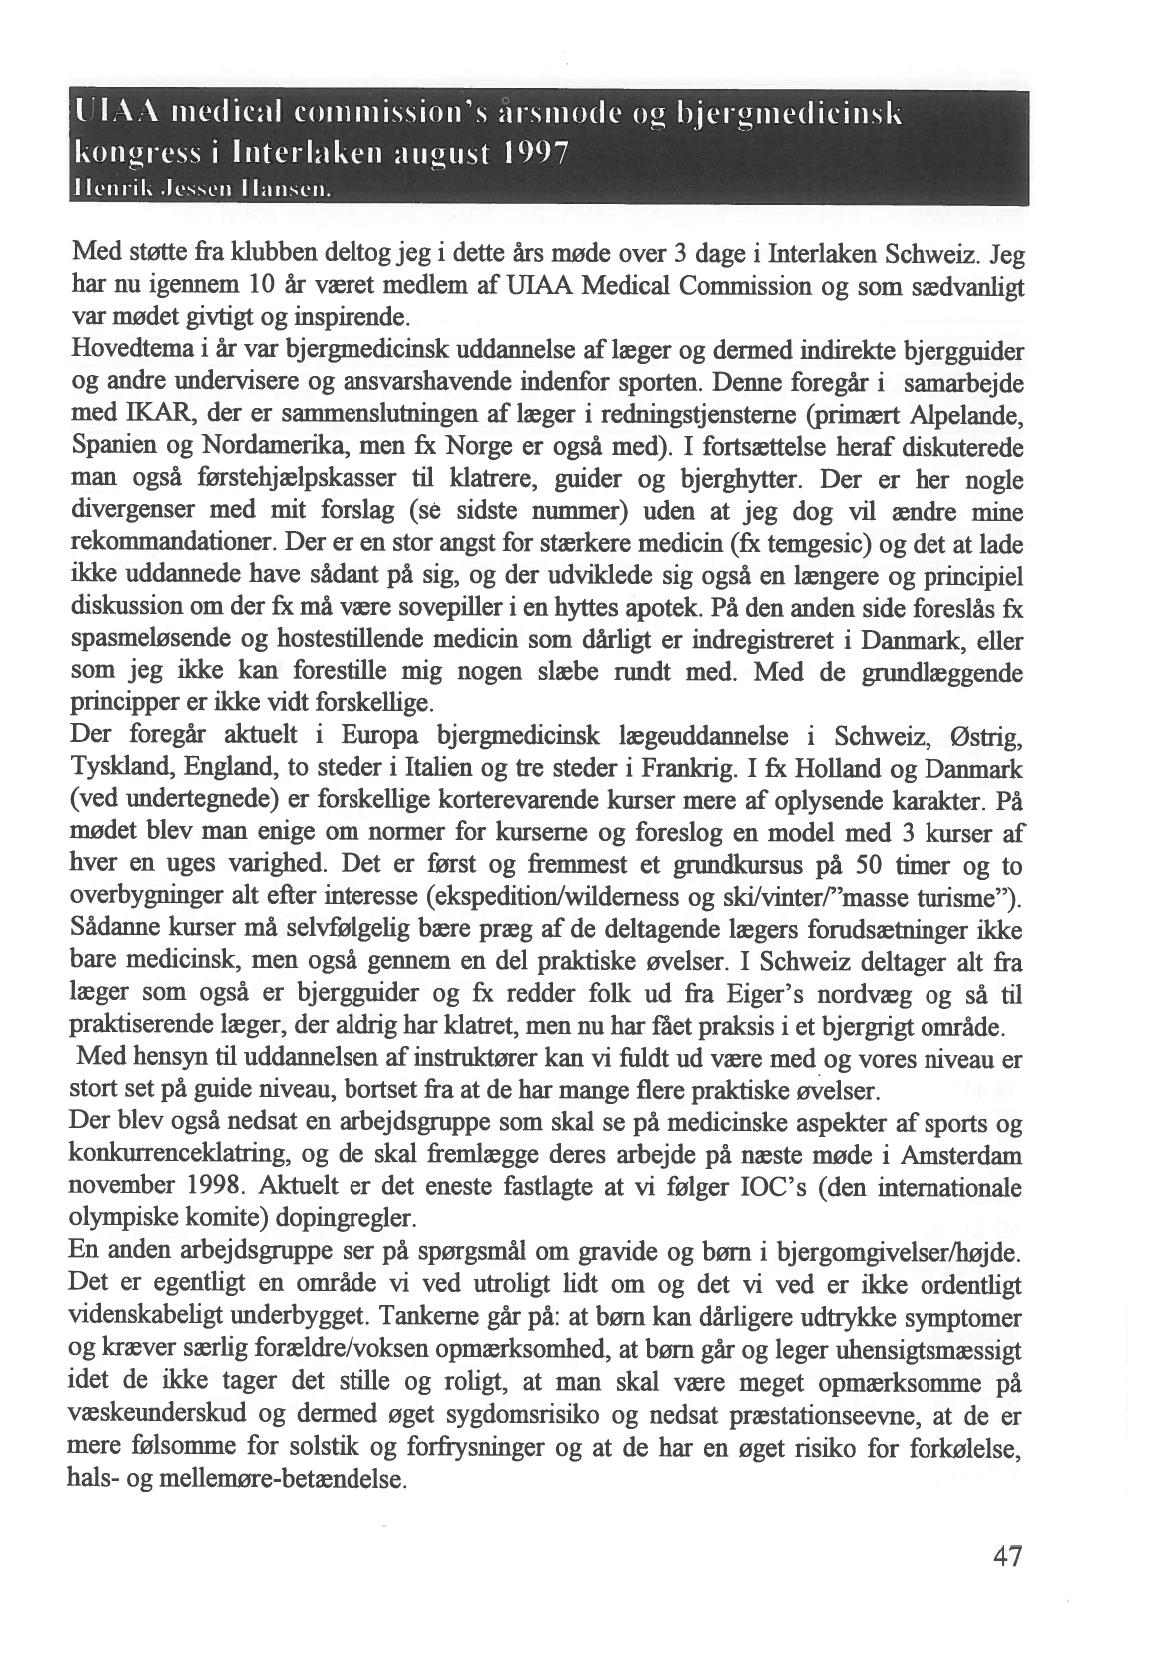 UIAA medical commission's årsmøde og bjergmedicinsk
kongress i Interlaken august 1997
Henrik Jessen Hansen.
Med støtte fra klubben deltog jeg i dette års møde over 3 dage i Interlaken Schweiz. Jeg
har nu igennem 10 år været medlem af UIAA Medical Commission og som sædvanligt
var mødet givtigt og inspirende.
Hovedtema i år var bjergmedicinsk uddannelse af læger og dermed indirekte bjergguider
og andre undervisere og ansvarshavende indenfor sporten. Denne foregår i samarbejde
med IKAR, der er sammenslutningen af læger i redningstjensterne (primært Alpelande,
Spanien og Nordamerika, men fx Norge er også med). I fortsættelse heraf diskuterede
man også førstehjælpskasser til klatrere, guider og bjerghytter. Der er her nogle
divergenser med mit forslag (se sidste nummer) uden at jeg dog vil ændre mine
rekommandationer. Der er en stor angst for stærkere medicin (fx temgesic) og det at lade
ikke uddannede have sådant på sig, og der udviklede sig også en længere og principiel
diskussion om der fx må være sovepiller i en hyttes apotek. På den anden side foreslås fx
spasmeløsende og hostestillende medicin som dårligt er indregistreret i Danmark, eller
som jeg ikke kan forestille mig nogen slæbe rundt med. Med de grundlæggende
principper er ikke vidt forskellige.
Der foregår aktuelt i Europa bjergmedicinsk lægeuddannelse i Schweiz, Østrig,
Tyskland, England, to steder i Italien og tre steder i Frankrig. I fx Holland og Danmark
(ved undertegnede) er forskellige korterevarende kurser mere af oplysende karakter. På
mødet blev man enige om normer for kurserne og foreslog en model med 3 kurser af
hver en uges varighed. Det er først og fremmest et grundkursus på 50 timer og to
overbygninger alt efter interesse (ekspedition/wilderness og ski/vinter/"masse turisme").
Sådanne kurser må selvfølgelig bære præg af de deltagende lægers forudsætninger ikke
bare medicinsk, men også gennem en del praktiske øvelser. I Schweiz deltager alt fra
læger som også er bjergguider og fx redder folk ud fra Eiger's nordvæg og så til
praktiserende læger, der aldrig har klatret, men nu har fået praksis i et bjergrigt område.
Med hensyn til uddannelsen af instruktører kan vi fuldt ud være med og vores niveau er
stort set på guide niveau, bortset fra at de har mange flere praktiske øvelser.
Der blev også nedsat en arbejdsgruppe som skal se på medicinske aspekter af sports og
konkurrenceklatring, og de skal fremlægge deres arbejde på næste møde i Amsterdam
november 1998. Aktuelt er det eneste fastlagte at vi følger IOC's (den internationale
olympiske komite) dopingregler.
En anden arbejdsgruppe ser på spørgsmål om gravide og børn i bjergomgivelser/højde.
Det er egentligt en område vi ved utroligt lidt om og det vi ved er ikke ordentligt
videnskabeligt underbygget. Tankerne går på: at børn kan dårligere udtrykke symptomer
og kræver særlig forældre/voksen opmærksomhed, at børn går og leger uhensigtsmæssigt
idet de ikke tager det stille og roligt, at man skal være meget opmærksomme på
væskeunderskud og dermed øget sygdomsrisiko og nedsat præstationseevne, at de er
mere følsomme for solstik og forfrysninger og at de har en øget risiko for forkølelse,
hals- og mellemøre-betændelse.
47